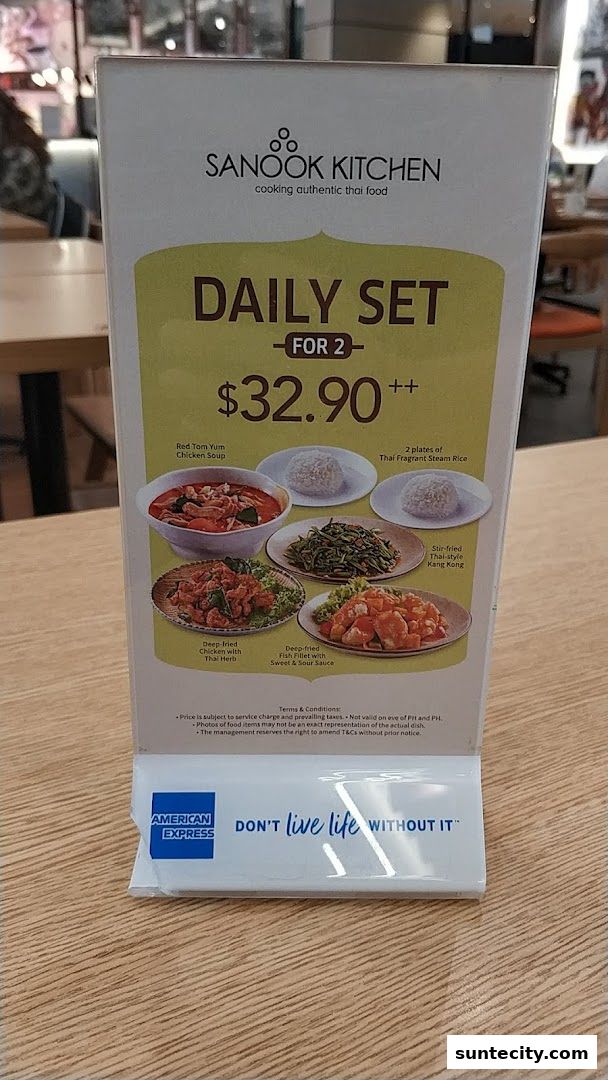 SANOOK KITCHEN
cooking authentic thai food
DAILY SET
FOR 2
$32.90++
Red Tom Yum
Chicken Soup
2 plates of
Thai Fragrant Steam Rice
Stir-fried
Thai-style
Kang Kong
Deep-fried
Chicken with
Thai Herb
Deep-fried
Fish Fillet with
Sweet & Sour Sauce
Terms & Conditions:
• Price is subject to service charge and prevailing taxes. • Not valid on eve of PH and PH.
• Photos of food items may not be an exact representation of the actual dish.
• The management reserves the right to amend T&Cs without prior notice.
AMERICAN
EXPRESS
DON'T live life WITHOUT IT™
suntecity.com